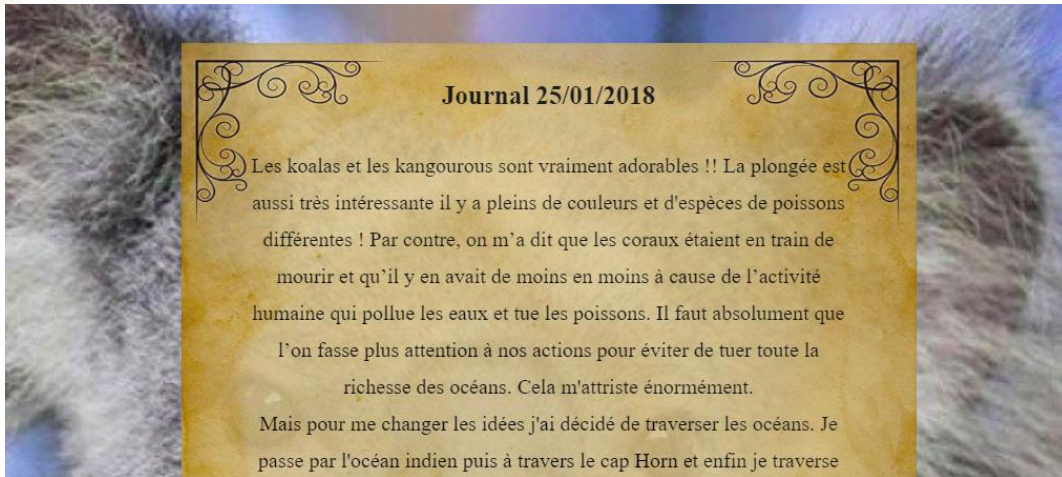 Journal 25/01/2018
Les koalas et les kangourous sont vraiment adorables !! La plongée est
aussi très intéressante il y a pleins de couleurs et d'espèces de poissons
différentes ! Par contre, on m’a dit que les coraux étaient en train de
mourir et qu’il y en avait de moins en moins à cause de l’activité
humaine qui pollue les eaux et tue les poissons. Il faut absolument que
l’on fasse plus attention à nos actions pour éviter de tuer toute la
richesse des océans. Cela m'attriste énormément.
Mais pour me changer les idées j'ai décidé de traverser les océans. Je
passe par l'océan indien puis à travers le cap Horn et enfin je traverse